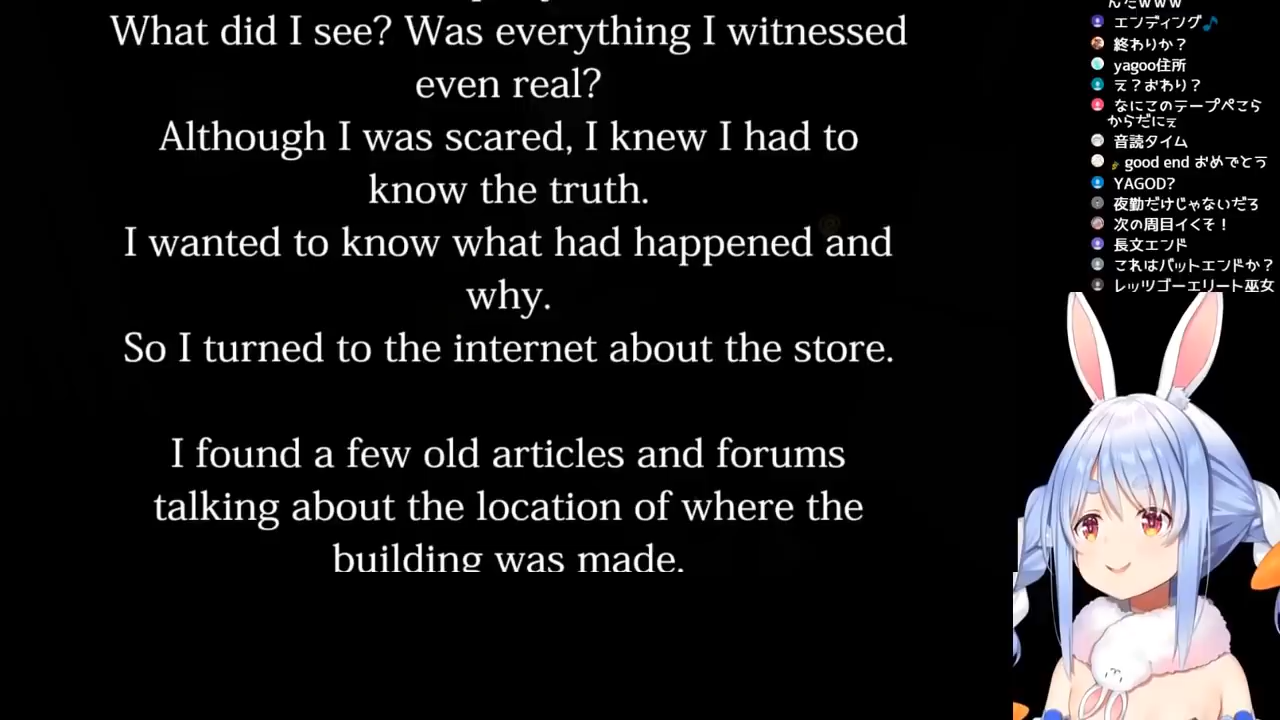 What did I see? Was everything I witnessed
even real?
Although I was scared, I knew I had to
know the truth.
I wanted to know what had happened and
why.
So I turned to the internet about the store.
I found a few old articles and forums
talking about the location of where the
building was made.
んだwww
エンディング🎵
終わりか?
yagoo住所
え?おわり?
なにこのテープぺこら
からだにぇ
音読タイム
good end おめでとう
YAGOD?
夜勤だけじゃないだろ
次の周目イくぞ!
長文エンド
これはバットエンドか?
レッツゴーエリート巫女